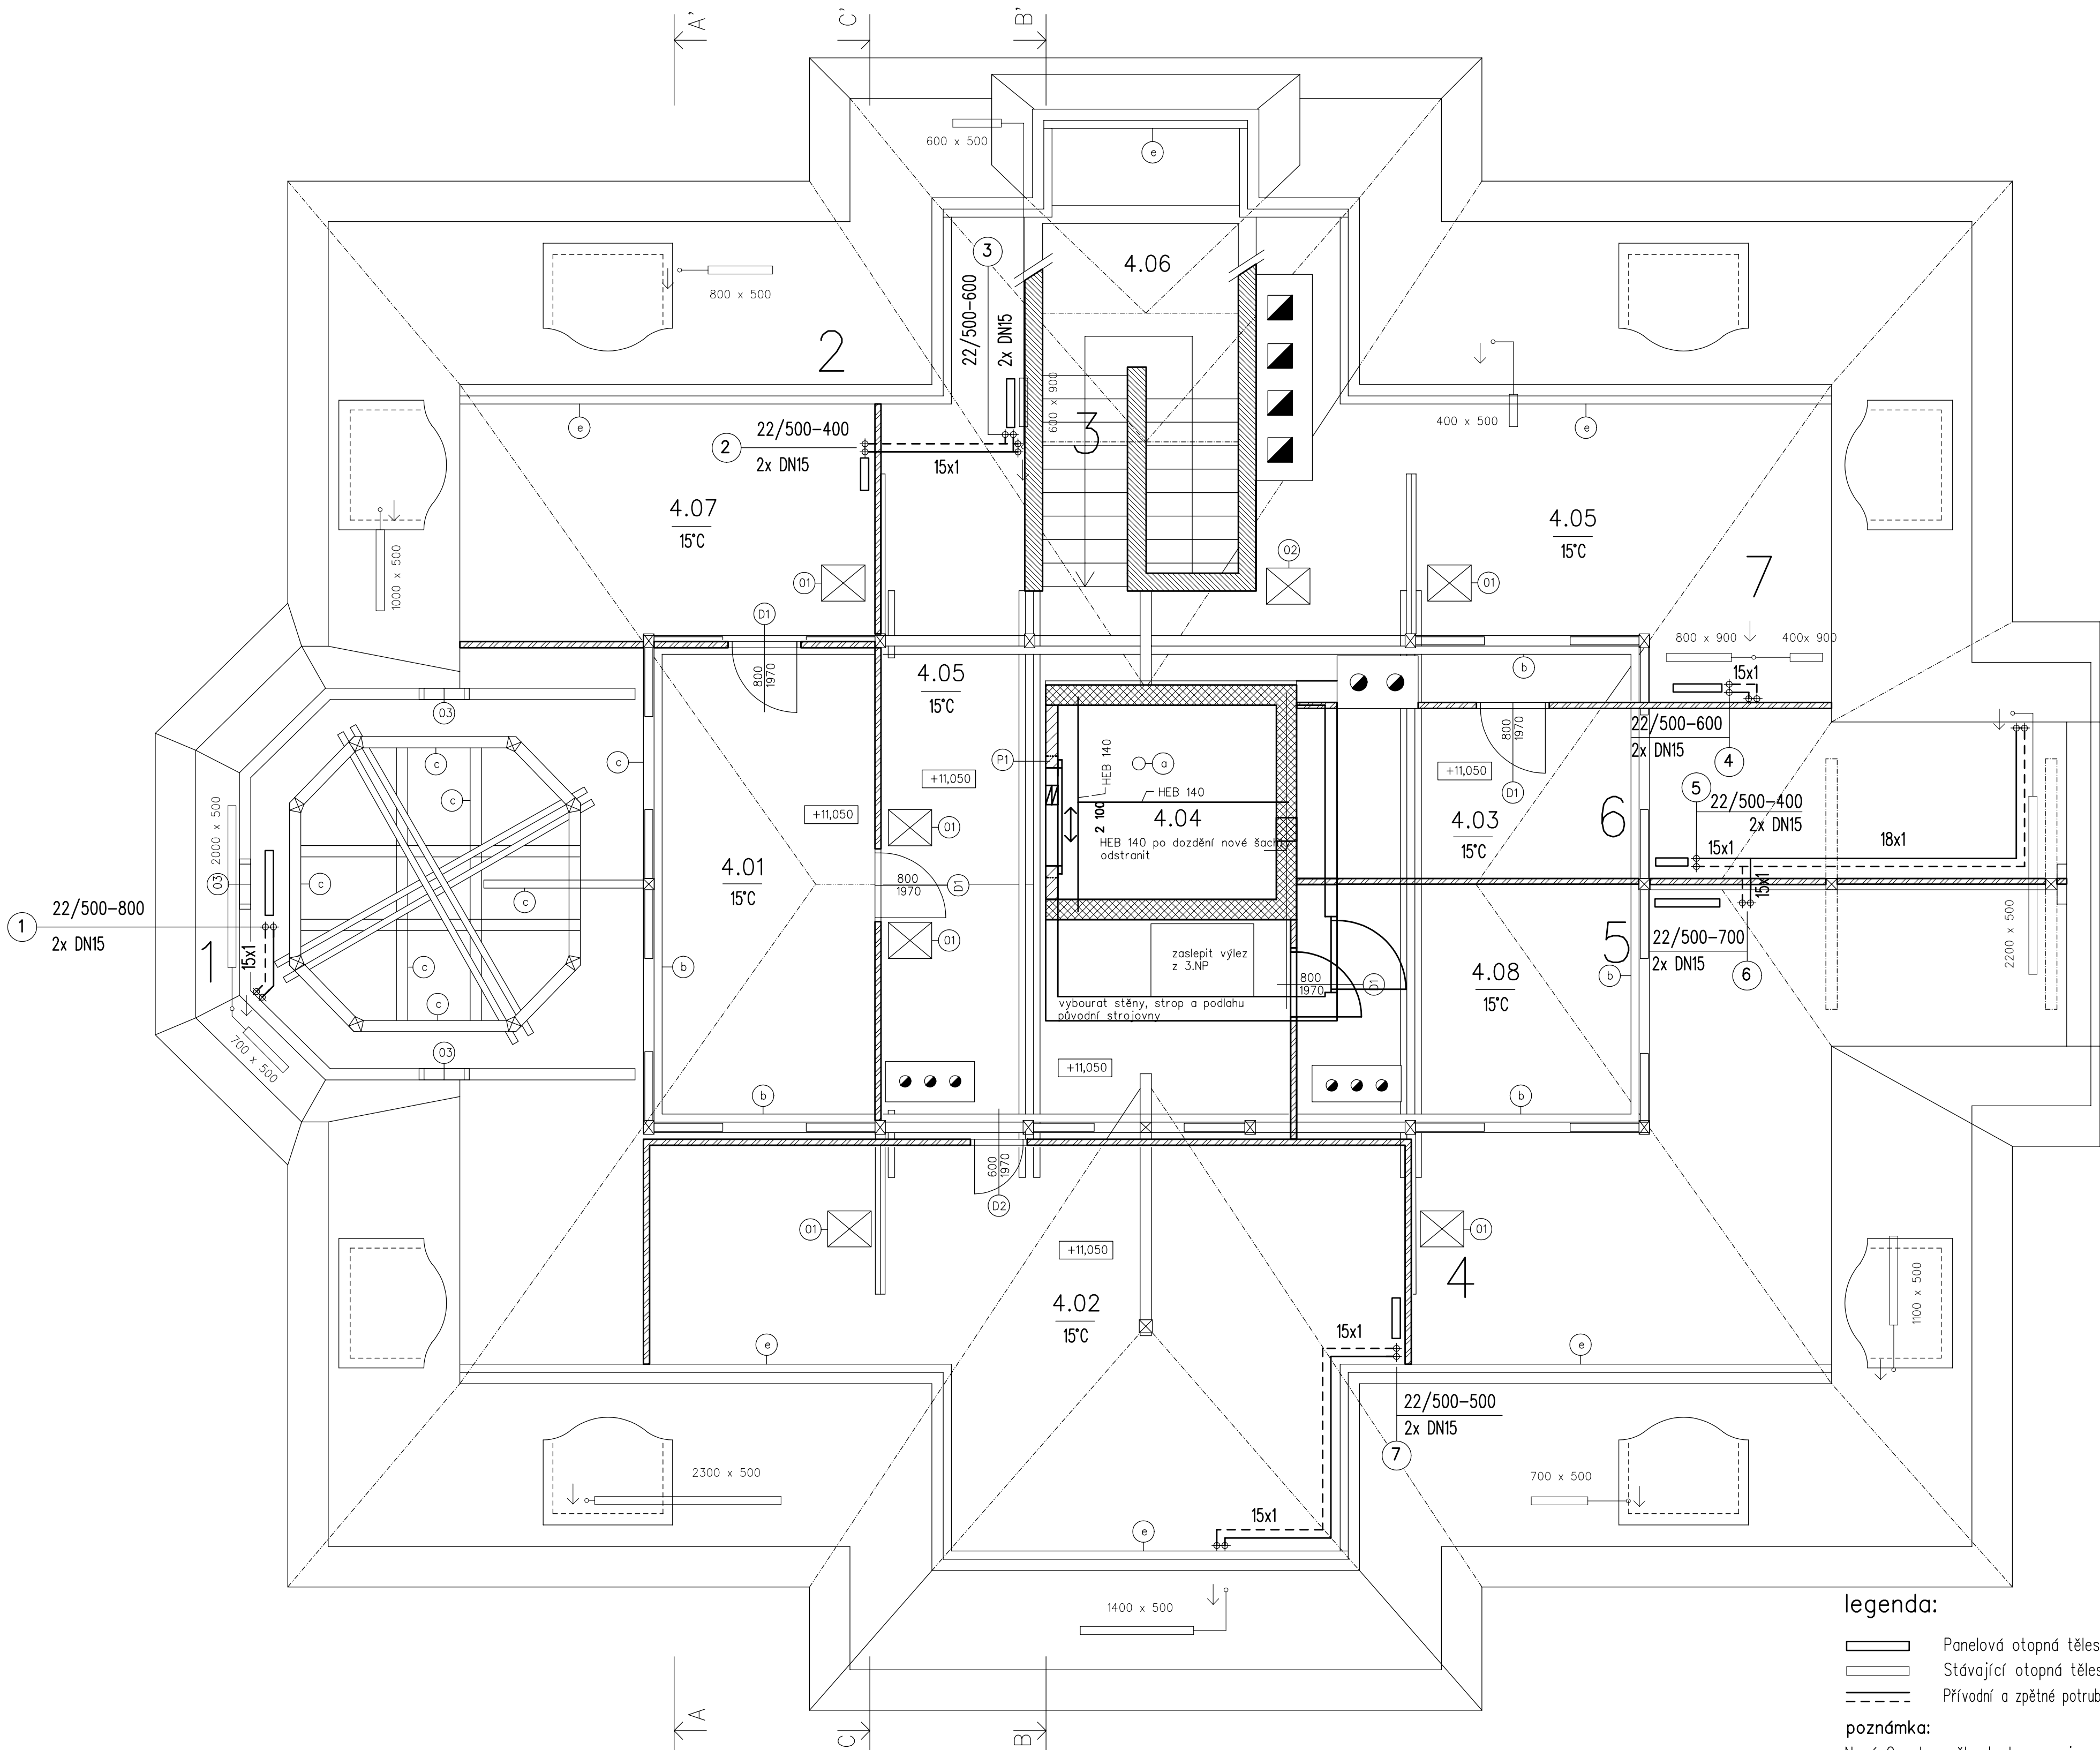 A'
C'
B'
600 x 500
e
3
22/500-600
2x DN15
4.06
800 x 500
2
600 x 900
3
400 x 500
e
e
22/500-400
2
2x DN15
15x1
4.07
15°C
1000 x 500
4.05
15°C
7
01
02
01
D1
800
1970
800 x 900
400x 900
15x1
4.05
15°C
b
03
c
c
c
P1
HEB 140
a
HEB 140
2 100
4.04
HEB 140 po dozdění nové šach
odstranit
+11,050
+11,050
+11,050
800
1970
D1
22/500-600
2x DN15
4
5
22/500-400
2x DN15
18x1
15x1
15x1
4.03
15°C
6
01
4.01
15°C
800
1970
D1
03
2000 x 500
c
c
22/500-800
1
2x DN15
1
15x1
c
c
700 x 500
03
b
01
zaslepit výlez
z 3.NP
800
1970
D1
vybourat stěny, strop a podlahu
původní strojovny
4.08
15°C
5
b
22/500-700
2x DN15
6
2200 x 500
+11,050
b
b
600
1970
D2
01
01
+11,050
4.02
15°C
4
15x1
1100 x 500
e
e
22/500-500
2x DN15
7
2300 x 500
15x1
e
700 x 500
1400 x 500
A
C
B
legenda:
Panelová otopná těles
Stávající otopná těles
Přívodní a zpětné potrub
poznámka: